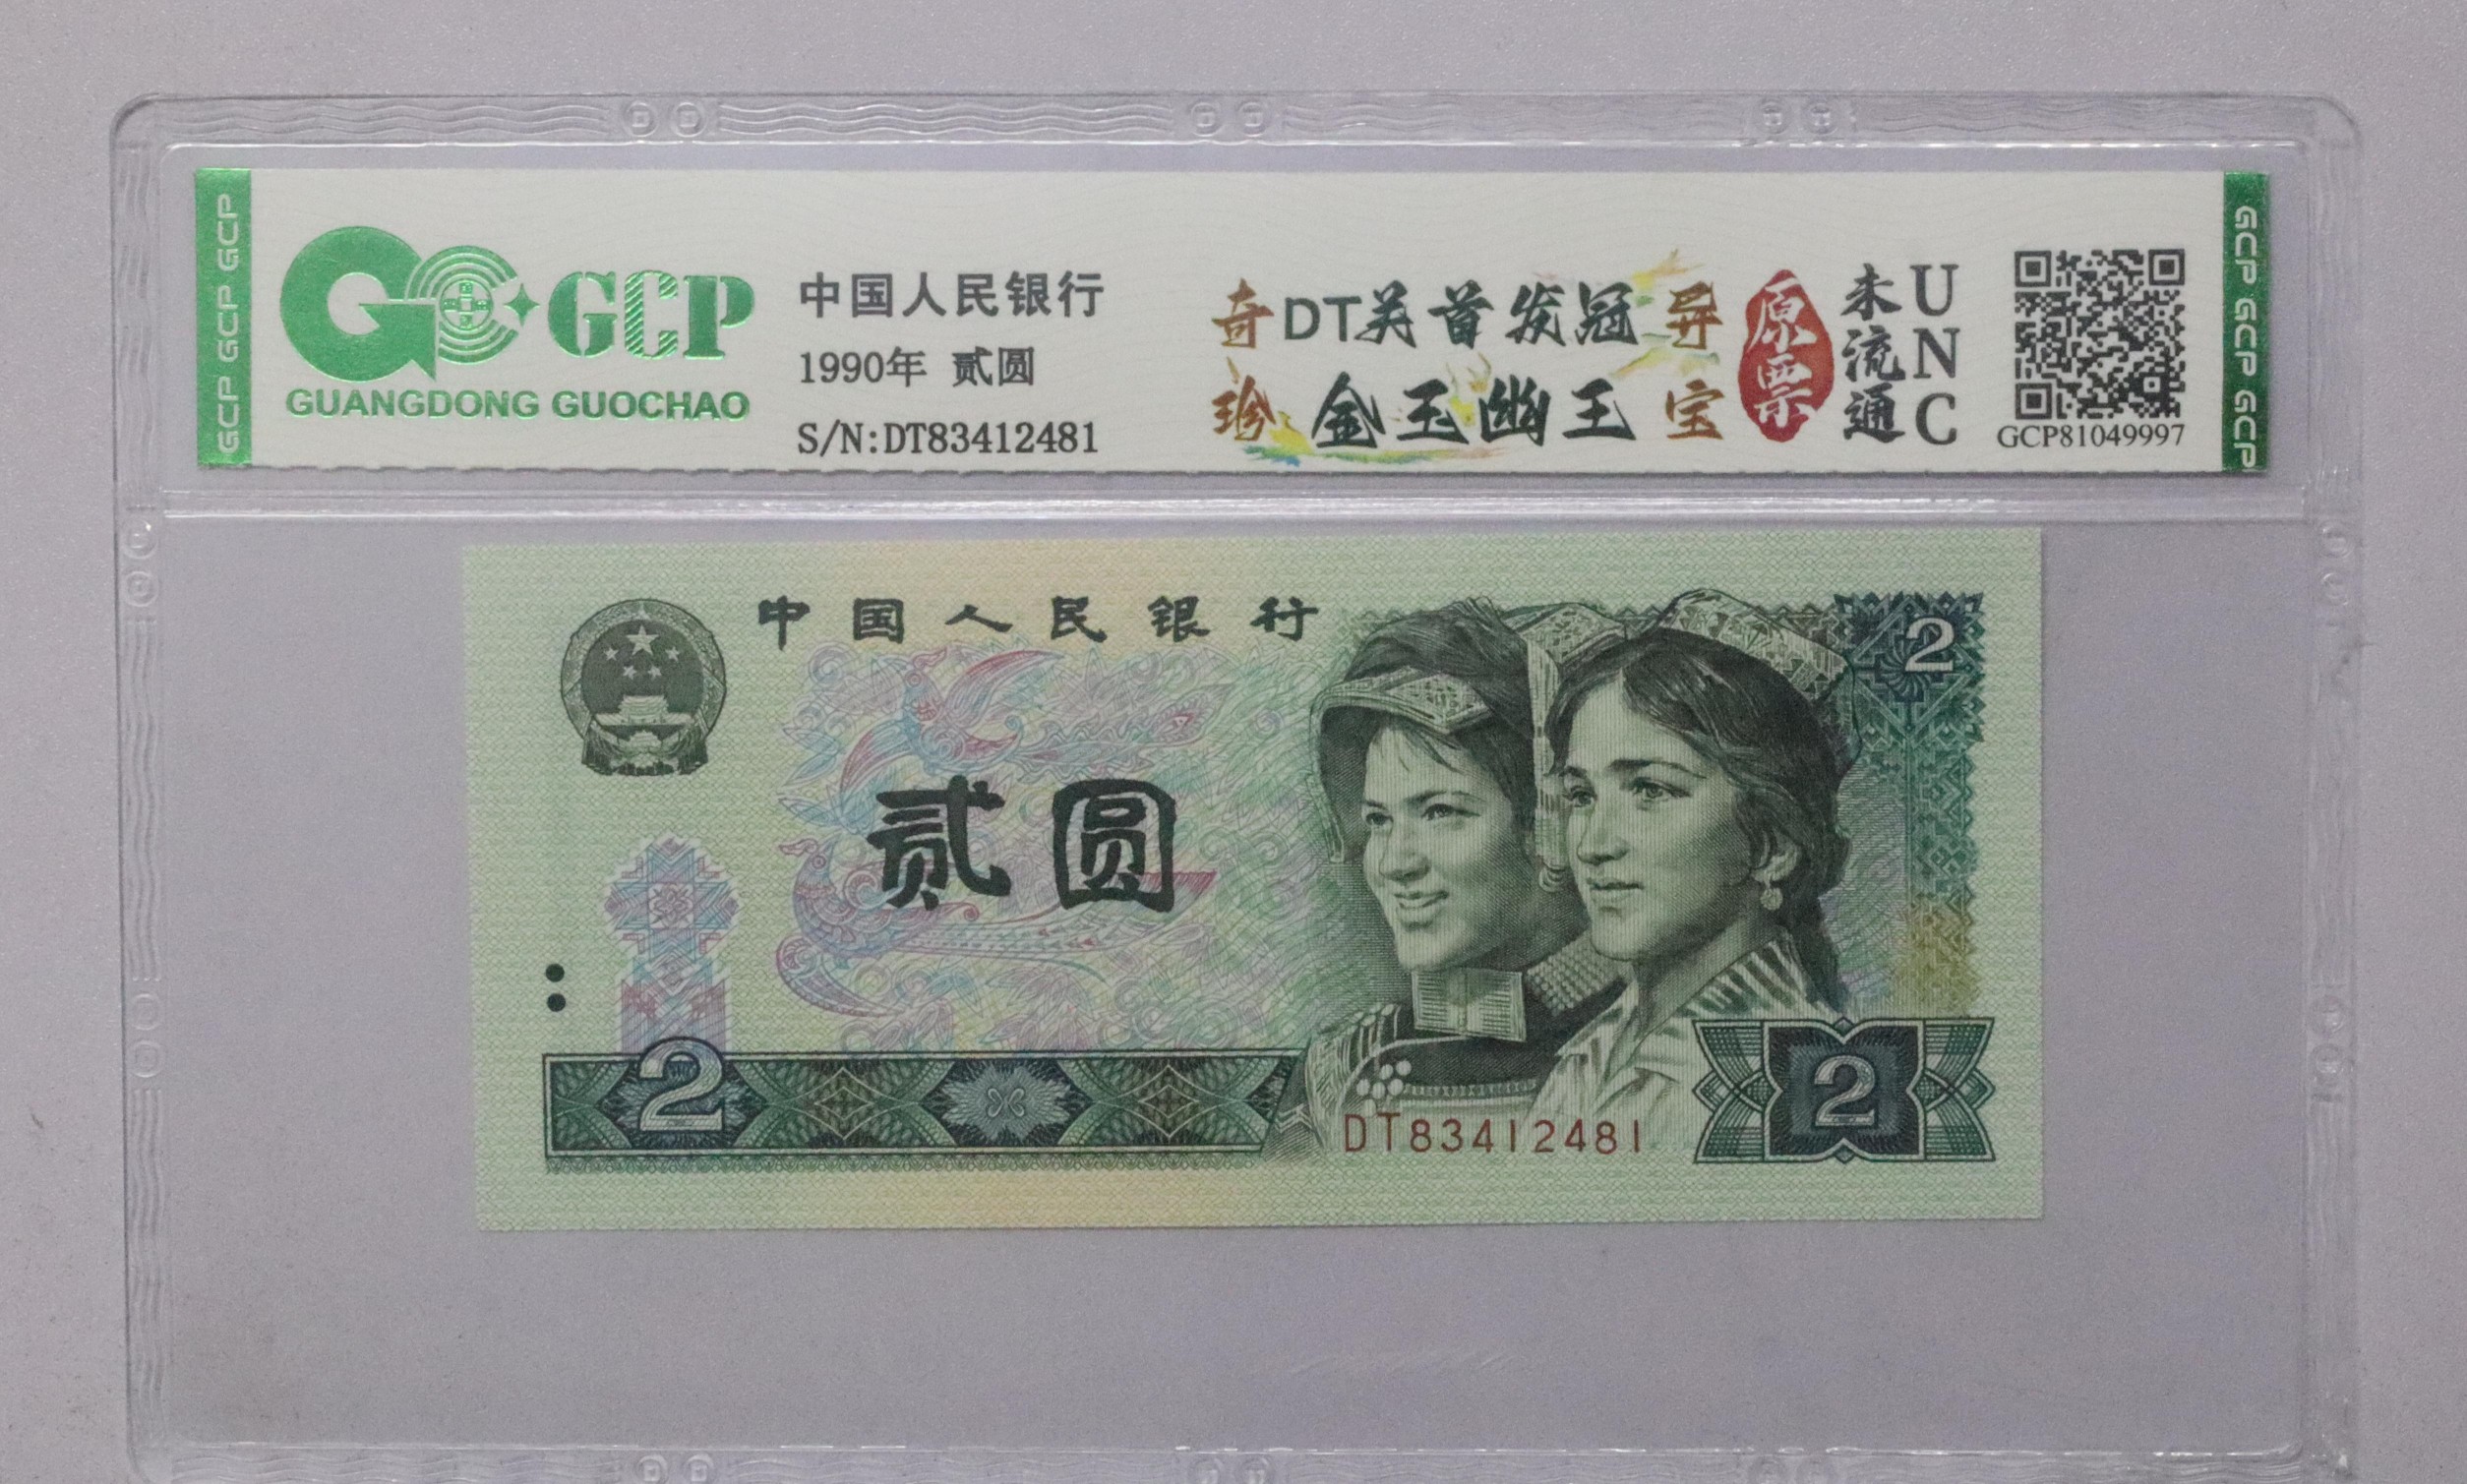 GCP GCP GCP
GCP
GUANGDONG GUOCHAO
中国人民银行
1990年 贰圆
S/N:DT83412481
奇DT关首发冠异
珍金玉幽王宝
原票
未流通
UNC
GCP81049997
GCP GCP GCP GCP
中国人民银行
2
贰圆
2
DT83412481
2